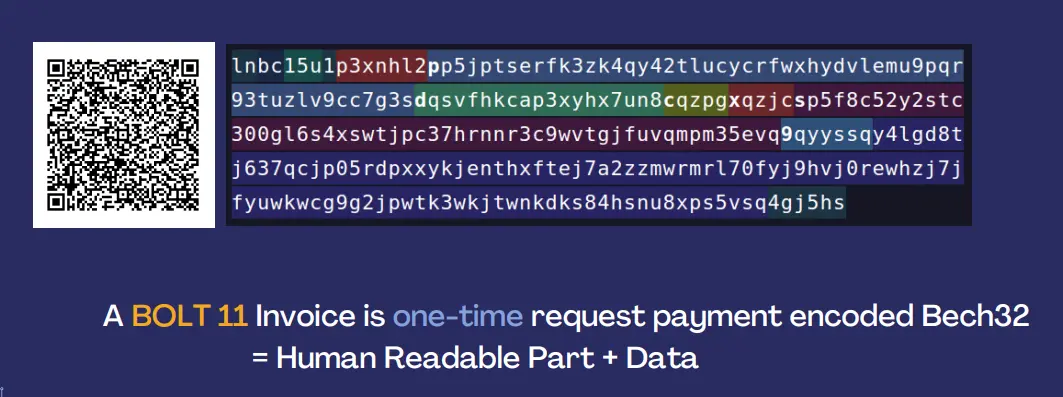 lnbc15u1p3xnhl2pp5jptserfk3zk4qy42tlucycrfwxhydvlemu9pqr
93tuzlv9cc7g3sdqsvfhkcap3xyhx7un8cqzpgxqzjcsp5f8c52y2stc
300gl6s4xswtjpc37hrnnr3c9wvtgjfuvqmpm35evq9qyyssqy4lgd8t
j637qcjp05rdpxxykjenthxftej7a2zzmwrmrl70fyj9hvj0rewhzj7j
fyuwkwcg9g2jpwtk3wkjtwnkdks84hsnu8xps5vsq4gj5hs
A BOLT 11 Invoice is one-time request payment encoded Bech32
= Human Readable Part + Data